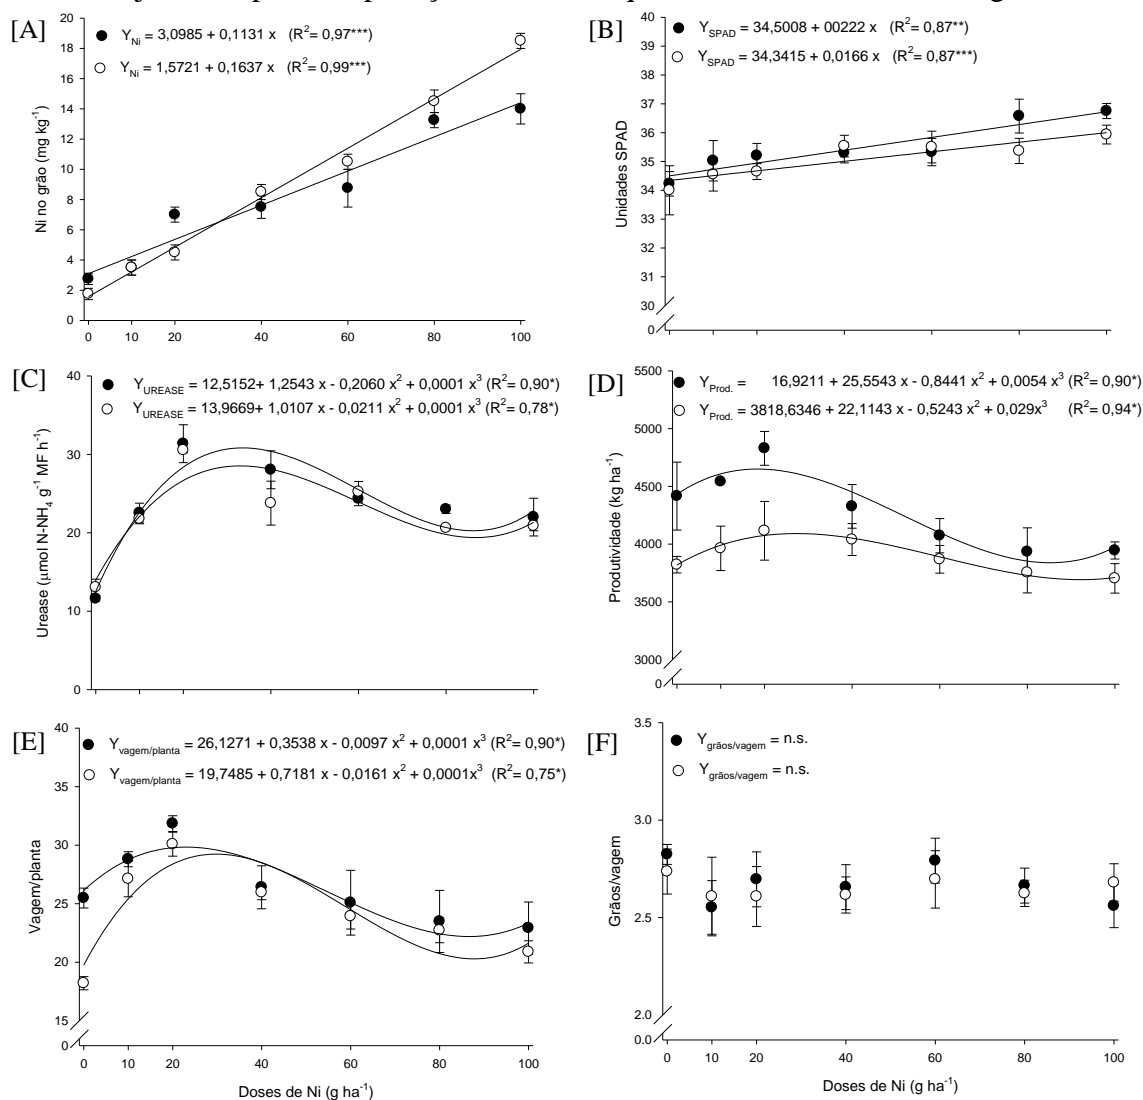 [A]
Y_Ni = 3,0985 + 0,1131 x (R²= 0,97***)
Y_Ni = 1,5721 + 0,1637 x (R²= 0,99***)
Ni no grão (mg kg⁻¹)
20
18
16
14
12
10
8
6
4
2
0
0 10 20 40 60 80 100
[B]
Y_SPAD = 34,5008 + 00222 x (R²= 0,87**)
Y_SPAD = 34,3415 + 0,0166 x (R²= 0,87***)
Unidades SPAD
40
39
38
37
36
35
34
33
32
31
30
0
[C]
Y_UREASE = 12,5152+ 1,2543 x - 0,2060 x² + 0,0001 x³ (R²= 0,90*)
Y_UREASE = 13,9669+ 1,0107 x - 0,0211 x² + 0,0001 x³ (R²= 0,78*)
Urease (µmol N-NH₄ g⁻¹ MF h⁻¹)
40
30
20
10
0
[D]
Y_Prod. = 16,9211 + 25,5543 x - 0,8441 x² + 0,0054 x³ (R²= 0,90*)
Y_Prod. = 3818,6346 + 22,1143 x - 0,5243 x² + 0,029x³ (R²= 0,94*)
Produtividade (kg ha⁻¹)
5500
5000
4500
4000
3500
3000
0
[E]
Y_vagem/planta = 26,1271 + 0,3538 x - 0,0097 x² + 0,0001 x³ (R²= 0,90*)
Y_vagem/planta = 19,7485 + 0,7181 x - 0,0161 x² + 0,0001x³ (R²= 0,75*)
Vagem/planta
40
35
30
25
20
15
0
0 10 20 40 60 80 100
Doses de Ni (g ha⁻¹)
[F]
Y_grãos/vagem = n.s.
Y_grãos/vagem = n.s.
Grãos/vagem
3.5
3.0
2.5
2.0
0.0
0 10 20 40 60 80 100
Doses de Ni (g ha⁻¹)